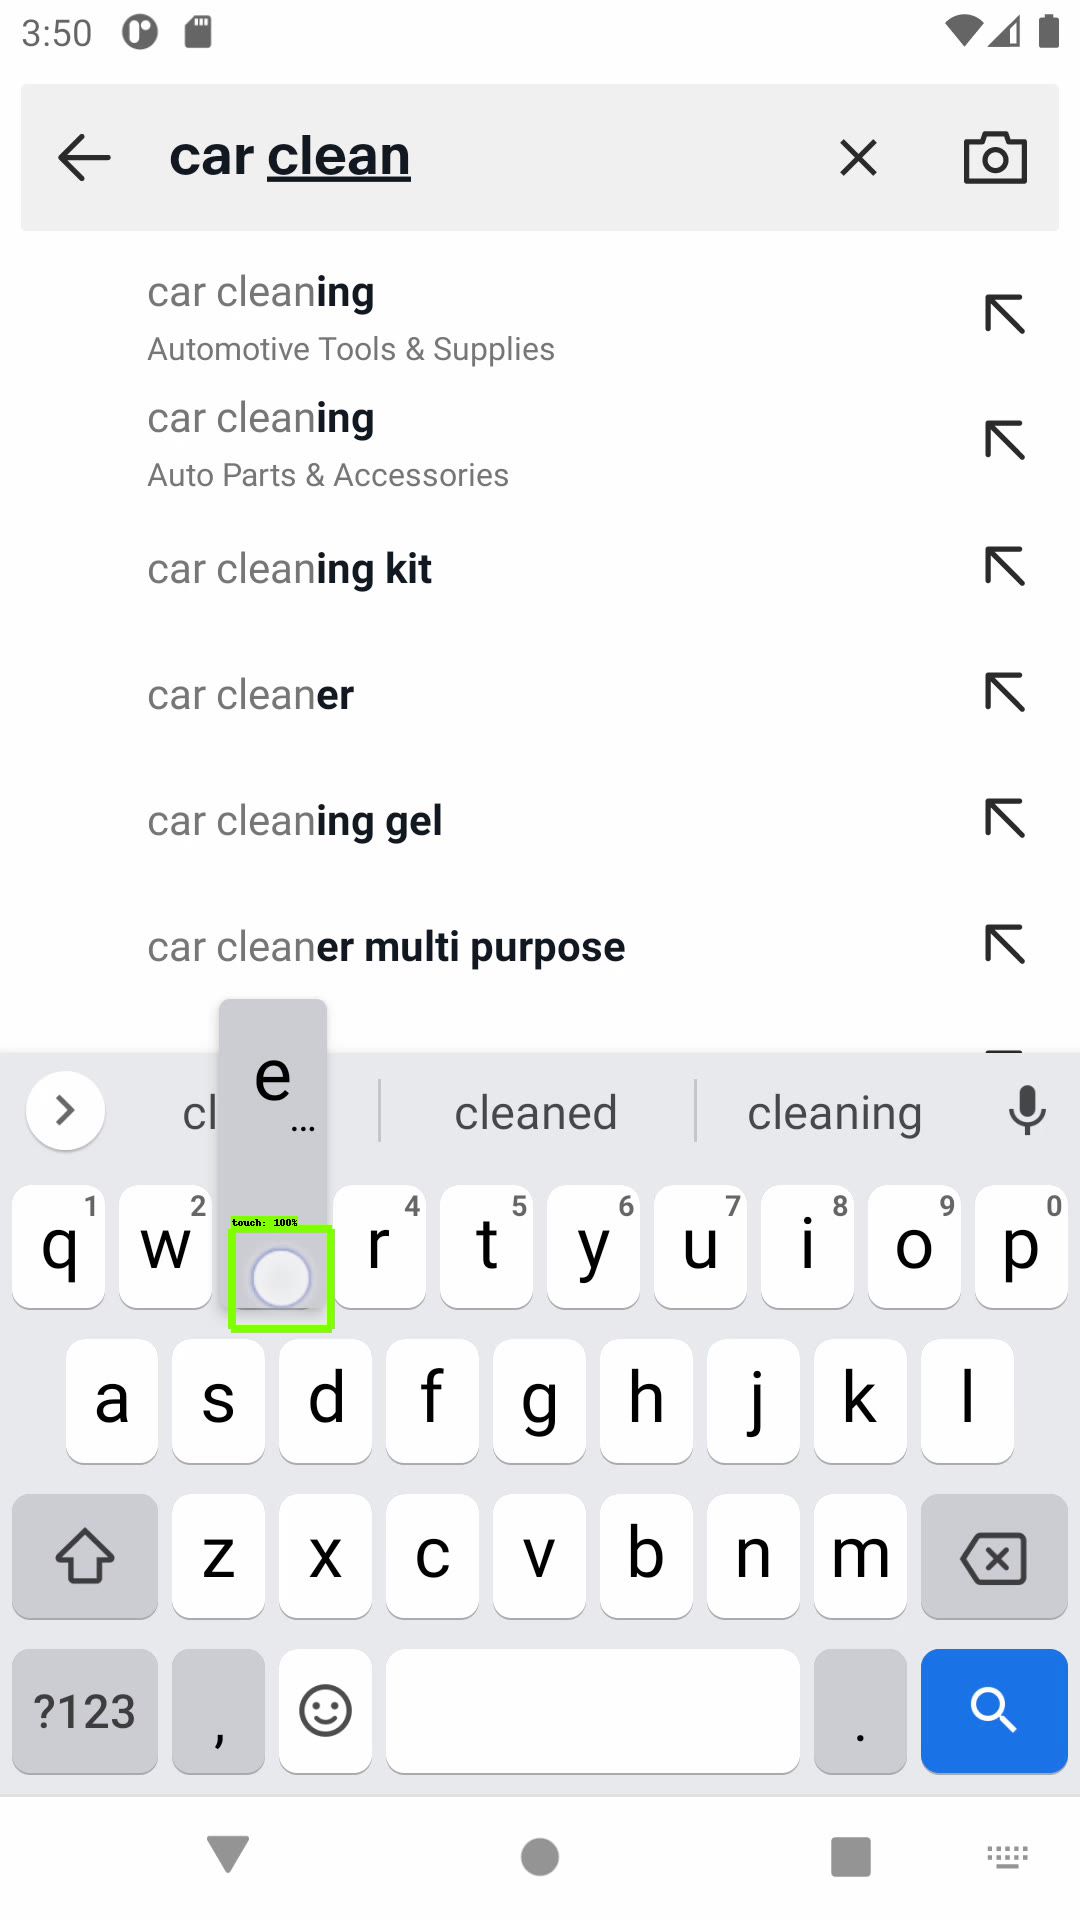 3:50
car clean
car cleaning
Automotive Tools & Supplies
car cleaning
Auto Parts & Accessories
car cleaning kit
car cleaner
car cleaning gel
car cleaner multi purpose
e
...
cl cleaned cleaning
touch: 100%
1 2 4 5 6 7 8 9 0
q w r t y u i o p
a s d f g h j k l
z x c v b n m
?123 , .